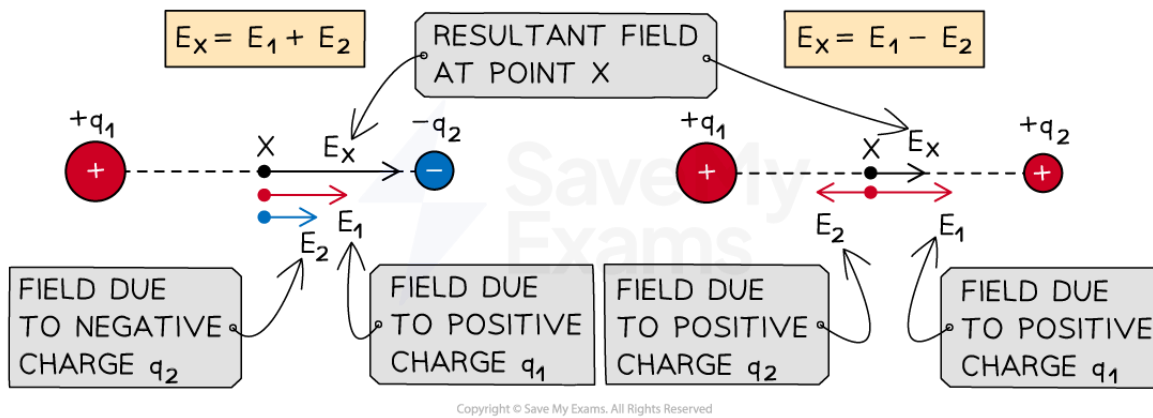 Eₓ = E₁ + E₂
RESULTANT FIELD
AT POINT X
Eₓ = E₁ − E₂
+q₁
X
Eₓ
−q₂
+
−
E₂
E₁
+q₁
X
Eₓ
+q₂
+
+
E₂
E₁
SaveMy
Exams
FIELD DUE
TO NEGATIVE
CHARGE q₂
FIELD DUE
TO POSITIVE
CHARGE q₁
FIELD DUE
TO POSITIVE
CHARGE q₂
FIELD DUE
TO POSITIVE
CHARGE q₁
Copyright © Save My Exams. All Rights Reserved